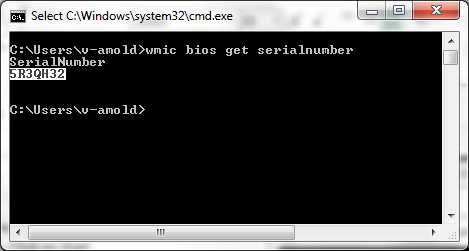 Select C:\Windows\system32\cmd.exe
C:\Users\v-amold>wmic bios get serialnumber
SerialNumber
5R3QH32
C:\Users\v-amold>